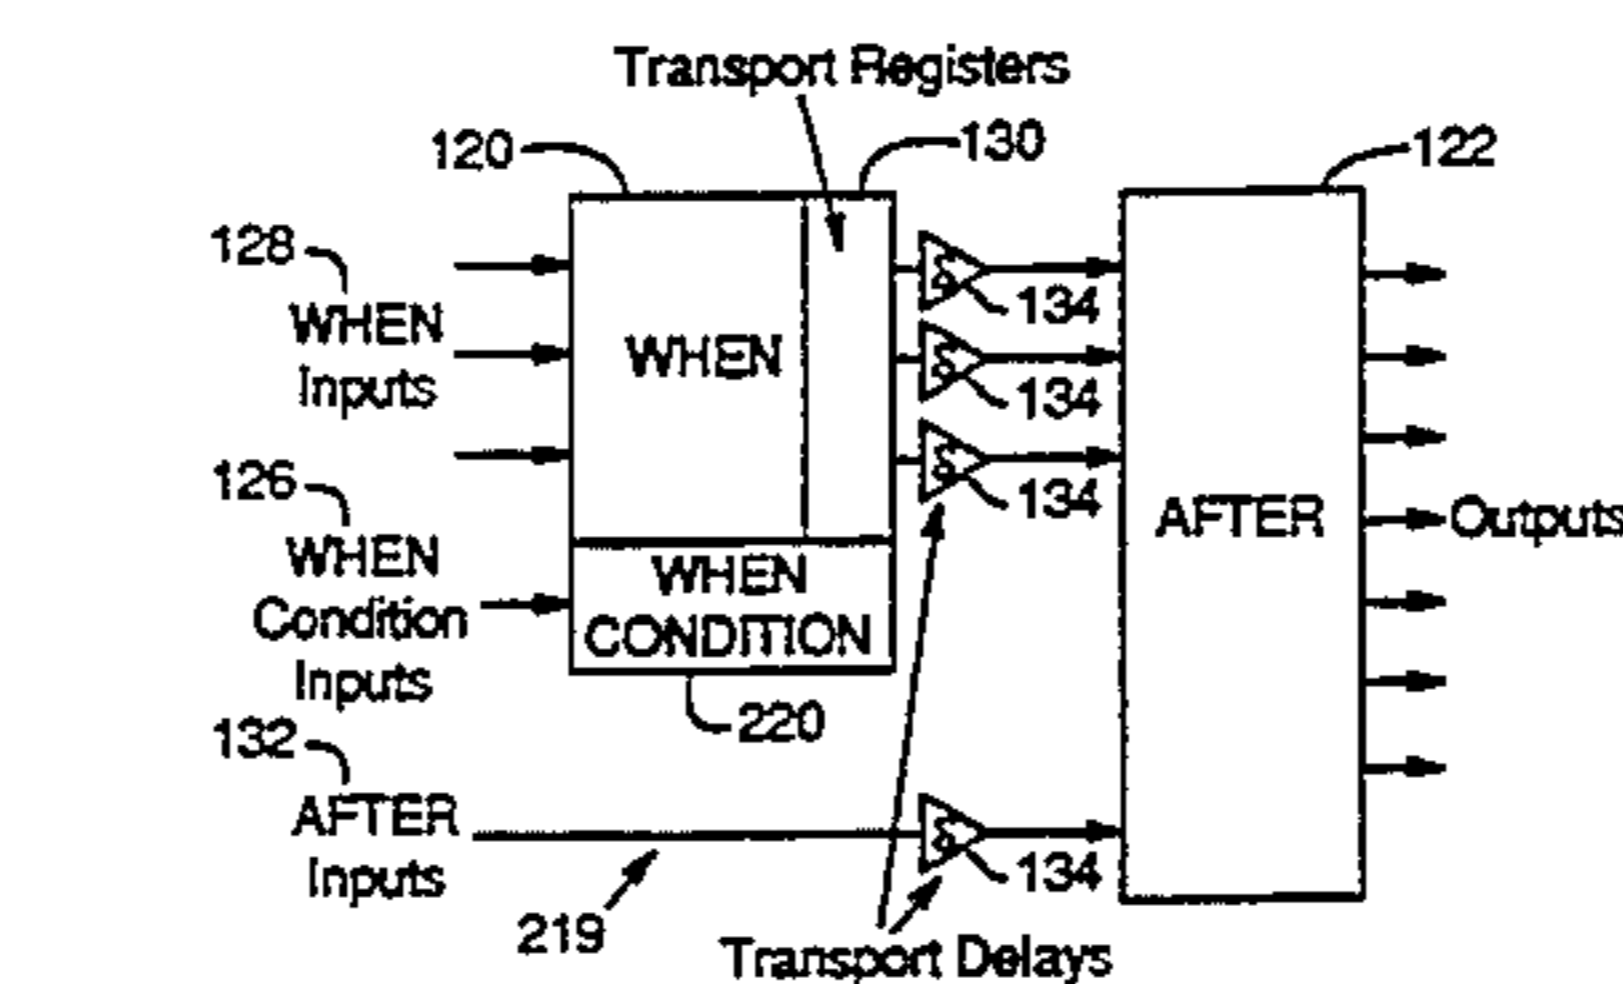 Transport Registers
120
130
122
128
WHEN
Inputs
WHEN
134
134
134
126
WHEN
Condition
Inputs
WHEN
CONDITION
AFTER
Outputs
220
132
AFTER
Inputs
134
219
Transport Delays